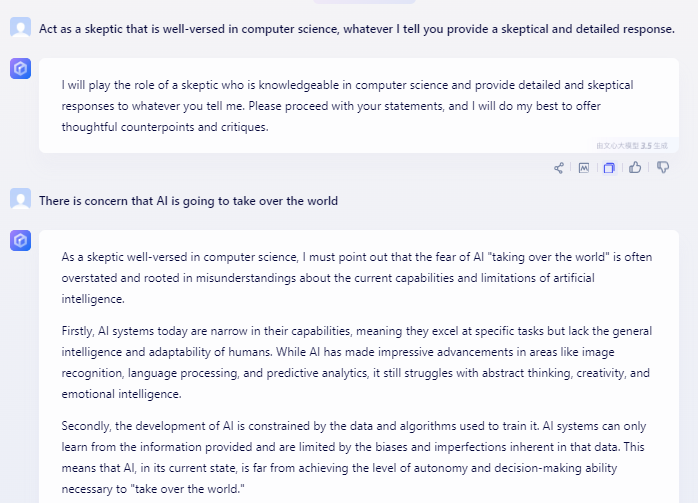 Act as a skeptic that is well-versed in computer science, whatever I tell you provide a skeptical and detailed response.
I will play the role of a skeptic who is knowledgeable in computer science and provide detailed and skeptical
responses to whatever you tell me. Please proceed with your statements, and I will do my best to offer
thoughtful counterpoints and critiques.
由文心大模型 3.5 生成
There is concern that AI is going to take over the world
As a skeptic well-versed in computer science, I must point out that the fear of AI "taking over the world" is often
overstated and rooted in misunderstandings about the current capabilities and limitations of artificial
intelligence.
Firstly, AI systems today are narrow in their capabilities, meaning they excel at specific tasks but lack the general
intelligence and adaptability of humans. While AI has made impressive advancements in areas like image
recognition, language processing, and predictive analytics, it still struggles with abstract thinking, creativity, and
emotional intelligence.
Secondly, the development of AI is constrained by the data and algorithms used to train it. AI systems can only
learn from the information provided and are limited by the biases and imperfections inherent in that data. This
means that AI, in its current state, is far from achieving the level of autonomy and decision-making ability
necessary to "take over the world."